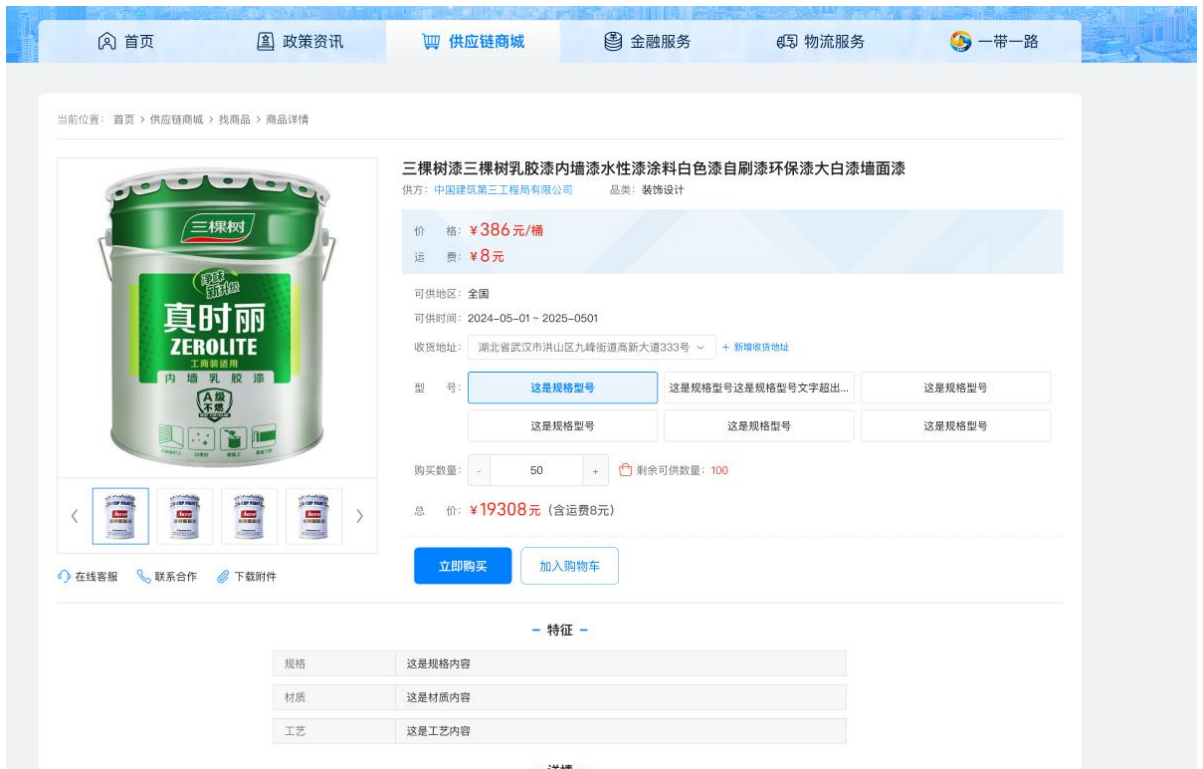 首页 政策资讯 供应链商城 金融服务 物流服务 一带一路
当前位置： 首页 > 供应链商城 > 找商品 > 商品详情
三棵树漆三棵树乳胶漆内墙漆水性漆涂料白色漆自刷漆环保漆大白漆墙面漆
供方：中国建筑第三工程局有限公司 品类：装饰设计
价 格：¥386元/桶
运 费：¥8元
可供地区：全国
可供时间：2024-05-01 ~ 2025-0501
收货地址： 湖北省武汉市洪山区九峰街道高新大道333号 + 新增收货地址
型 号： 这是规格型号 这是规格型号这是规格型号文字超出... 这是规格型号
这是规格型号 这是规格型号 这是规格型号
购买数量： - 50 + 剩余可供数量：100
总 价：¥19308元（含运费8元）
立即购买 加入购物车
三棵树
净味
新升级
真时丽
ZEROLITE
工商装适用
内墙乳胶漆
A级
不燃
在线客服 联系合作 下载附件
- 特征 -
规格 这是规格内容
材质 这是材质内容
工艺 这是工艺内容